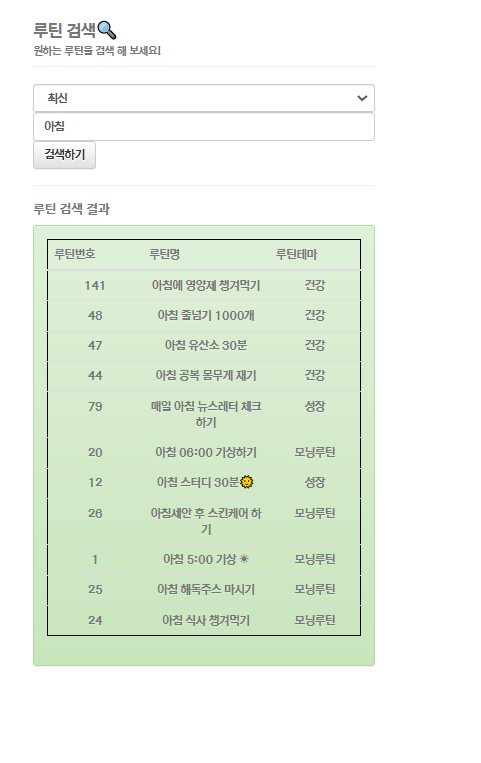 루틴 검색🔍
원하는 루틴을 검색 해 보세요!
최신
아침
검색하기
루틴 검색 결과
루틴번호 루틴명 루틴테마
141 아침에 영양제 챙겨먹기 건강
48 아침 줄넘기 1000개 건강
47 아침 유산소 30분 건강
44 아침 공복 몸무게 재기 건강
79 매일 아침 뉴스레터 체크 성장
하기
20 아침 06:00 기상하기 모닝루틴
12 아침 스터디 30분🌞 성장
26 아침세안 후 스킨케어 하 모닝루틴
기
1 아침 5:00 기상 ☀ 모닝루틴
25 아침 해독주스 마시기 모닝루틴
24 아침 식사 챙겨먹기 모닝루틴